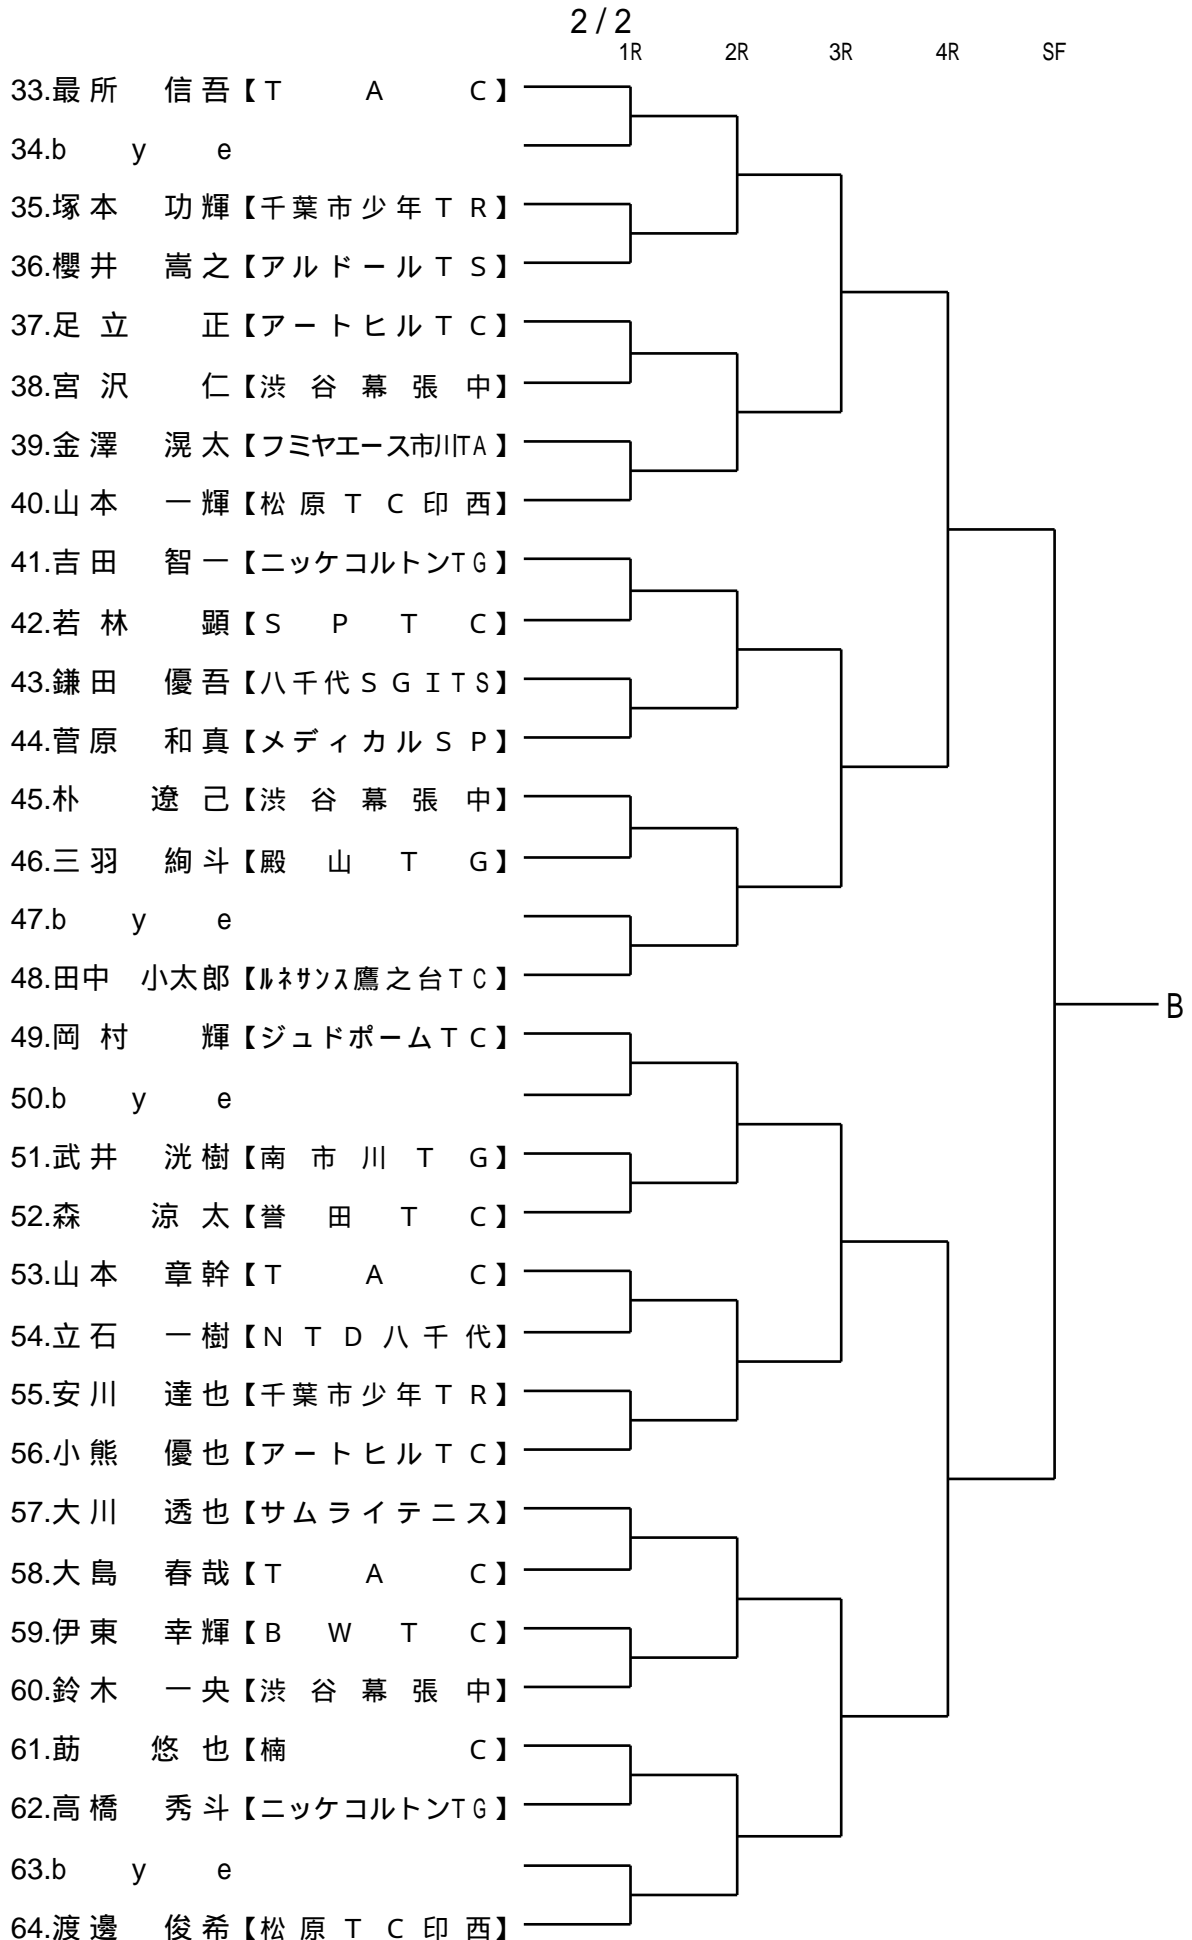 2 / 2
1R 2R 3R 4R SF
33.最所 信吾【T A C】
34.b y e
35.塚本 功輝【千葉市少年TR】
36.櫻井 嵩之【アルドールTS】
37.足立 正【アートヒルTC】
38.宮沢 仁【渋谷幕張中】
39.金澤 滉太【フミヤエース市川TA】
40.山本 一輝【松原TC印西】
41.吉田 智一【ニッケコルトンTG】
42.若林 顕【S P T C】
43.鎌田 優吾【八千代SGITS】
44.菅原 和真【メディカルSP】
45.朴 遼己【渋谷幕張中】
46.三羽 絢斗【殿山TG】
47.b y e
48.田中 小太郎【ルネサンス鷹之台TC】
B
49.岡村 輝【ジュドポームTC】
50.b y e
51.武井 洸樹【南市川TG】
52.森 涼太【誉田TC】
53.山本 章幹【T A C】
54.立石 一樹【NTD八千代】
55.安川 達也【千葉市少年TR】
56.小熊 優也【アートヒルTC】
57.大川 透也【サムライテニス】
58.大島 春哉【T A C】
59.伊東 幸輝【B W T C】
60.鈴木 一央【渋谷幕張中】
61.莇 悠也【楠 C】
62.高橋 秀斗【ニッケコルトンTG】
63.b y e
64.渡邊 俊希【松原TC印西】